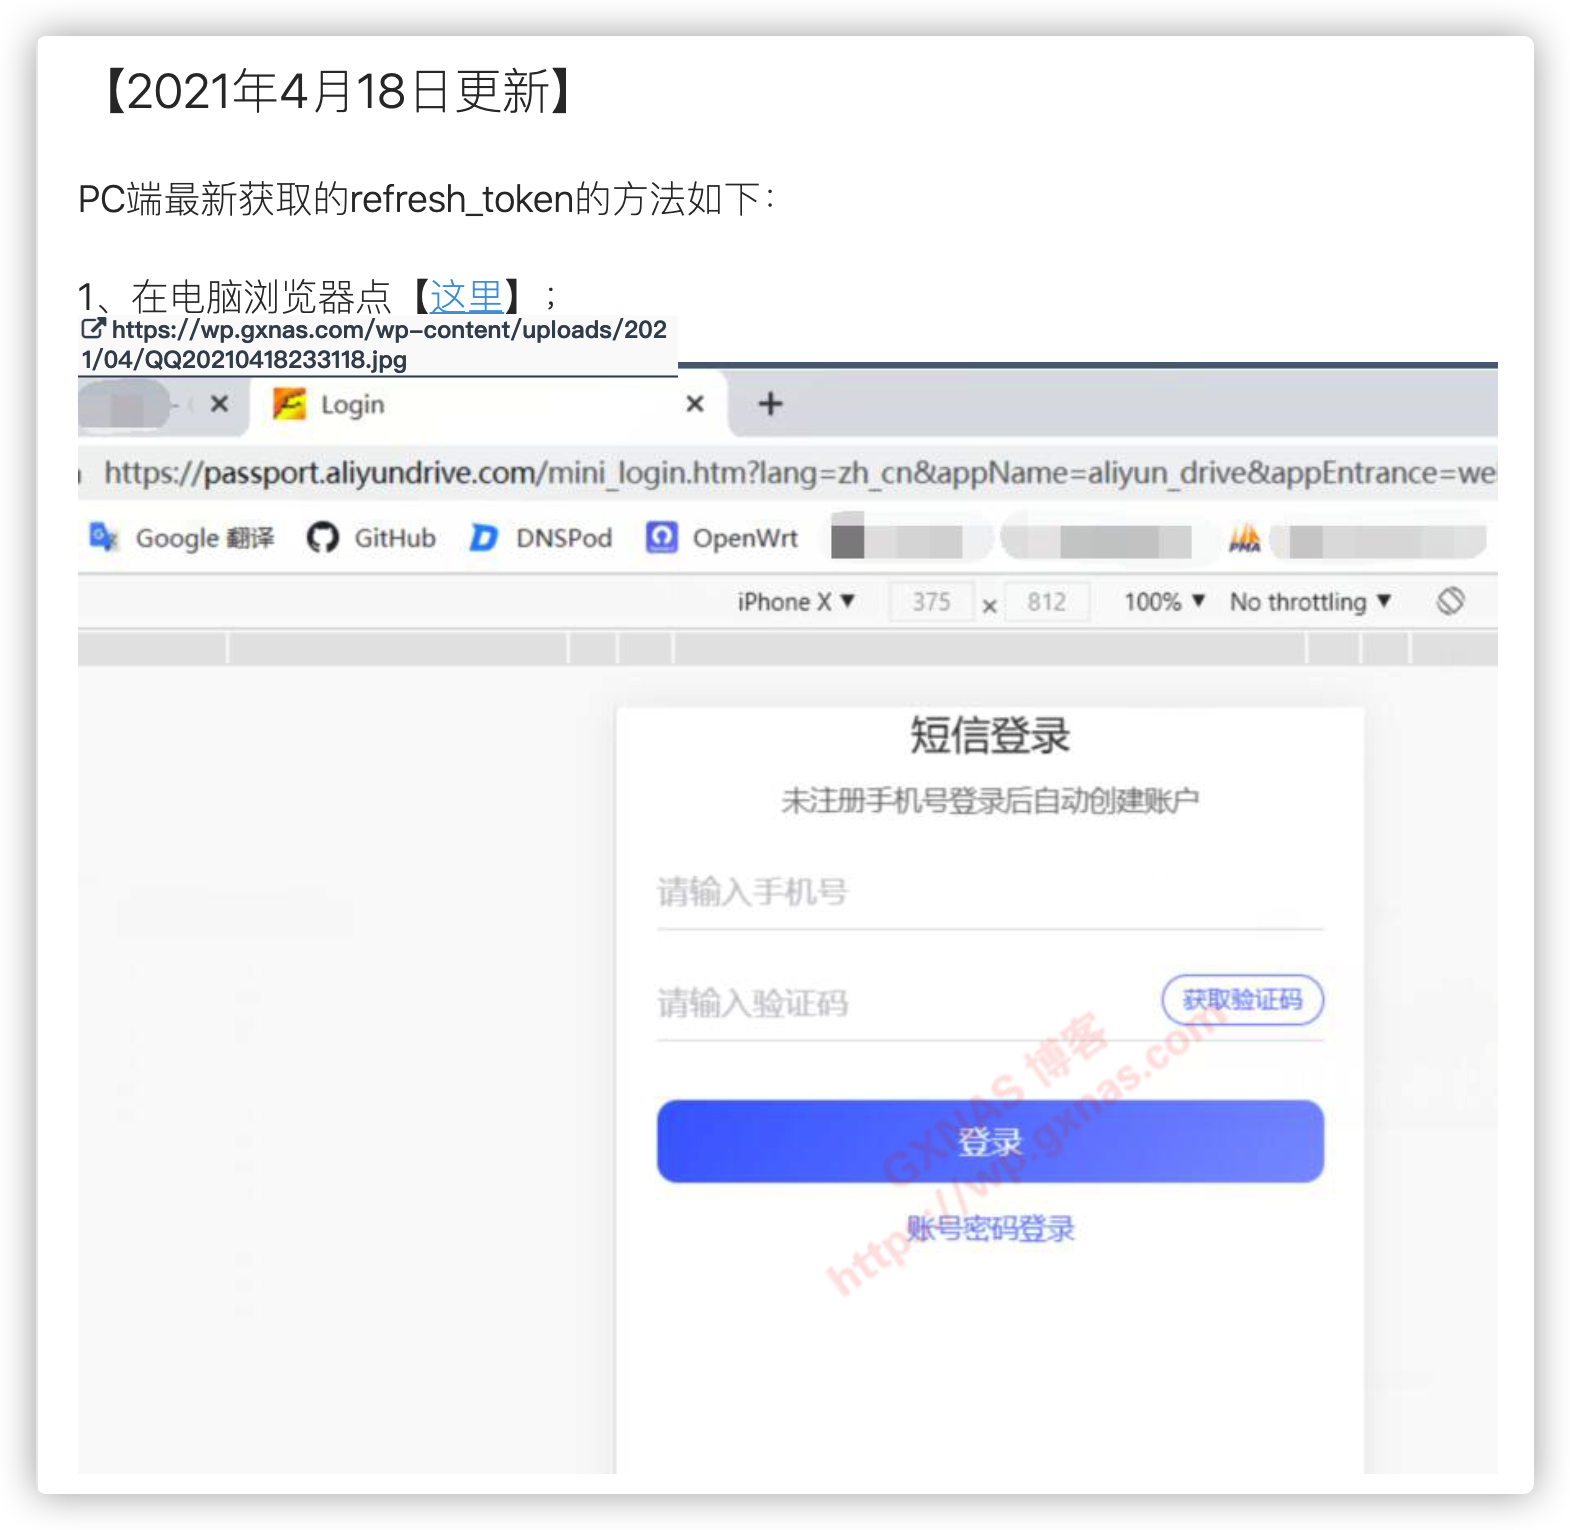 【2021年4月18日更新】
PC端最新获取的refresh_token的方法如下：
1、在电脑浏览器点【这里】；
https://wp.gxnas.com/wp-content/uploads/202
1/04/QQ20210418233118.jpg
Login
https://passport.aliyundrive.com/mini_login.htm?lang=zh_cn&appName=aliyun_drive&appEntrance=we
Google 翻译 GitHub DNSPod OpenWrt PMA
iPhone X ▼ 375 × 812 100% ▼ No throttling ▼
短信登录
未注册手机号登录后自动创建账户
请输入手机号
请输入验证码 获取验证码
登录
账号密码登录
GXNAS 博客
https://wp.gxnas.com